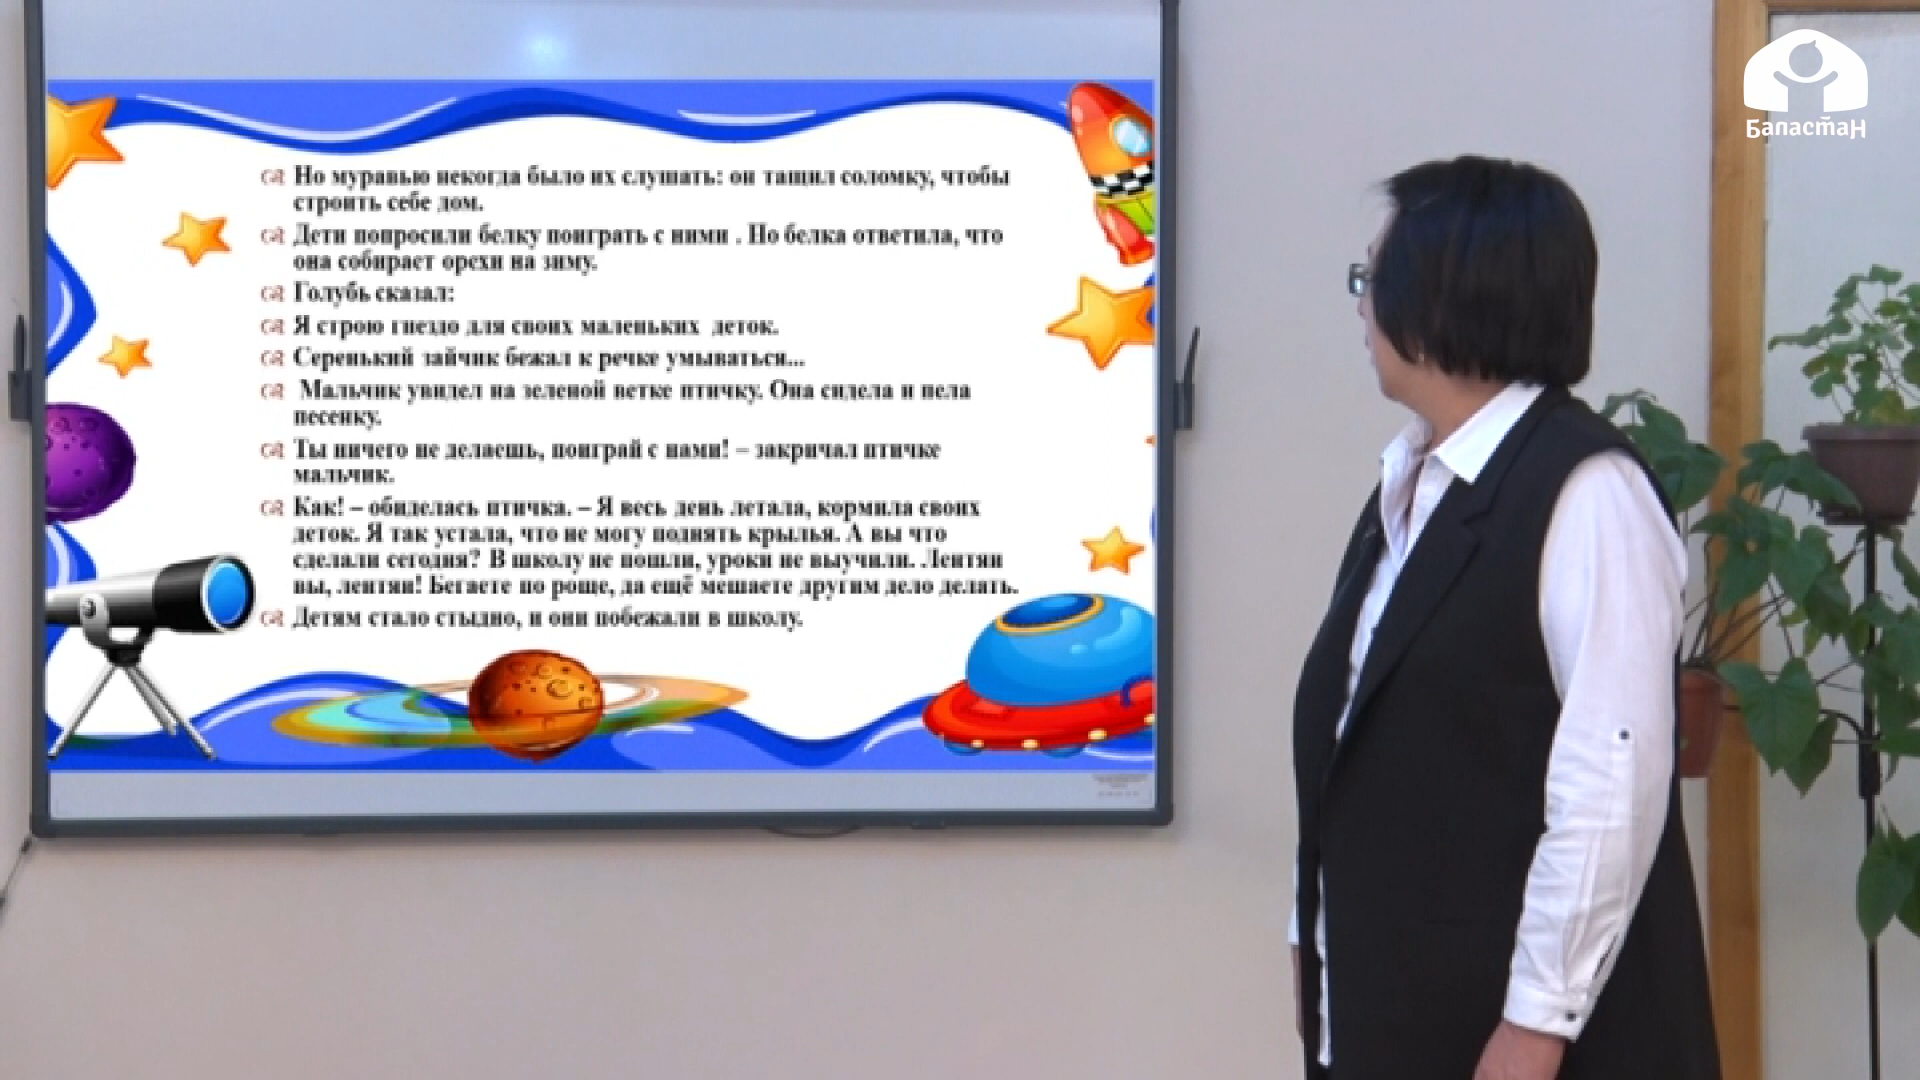 Но муравью некогда было их слушать: он тащил соломку, чтобы
строить себе дом.
Дети попросили белку поиграть с ними . Но белка ответила, что
она собирает орехи на зиму.
Голубь сказал:
Я строю гнездо для своих маленьких деток.
Серенький зайчик бежал к речке умываться...
Мальчик увидел на зеленой ветке птичку. Она сидела и пела
песенку.
Ты ничего не делаешь, поиграй с нами! – закричал птичке
мальчик.
Как! – обиделась птичка. – Я весь день летала, кормила своих
деток. Я так устала, что не могу поднять крылья. А вы что
сделали сегодня? В школу не пошли, уроки не выучили. Лентяи
вы, лентяи! Бегаете по роще, да ещё мешаете другим дело делать.
Детям стало стыдно, и они побежали в школу.
Баластан